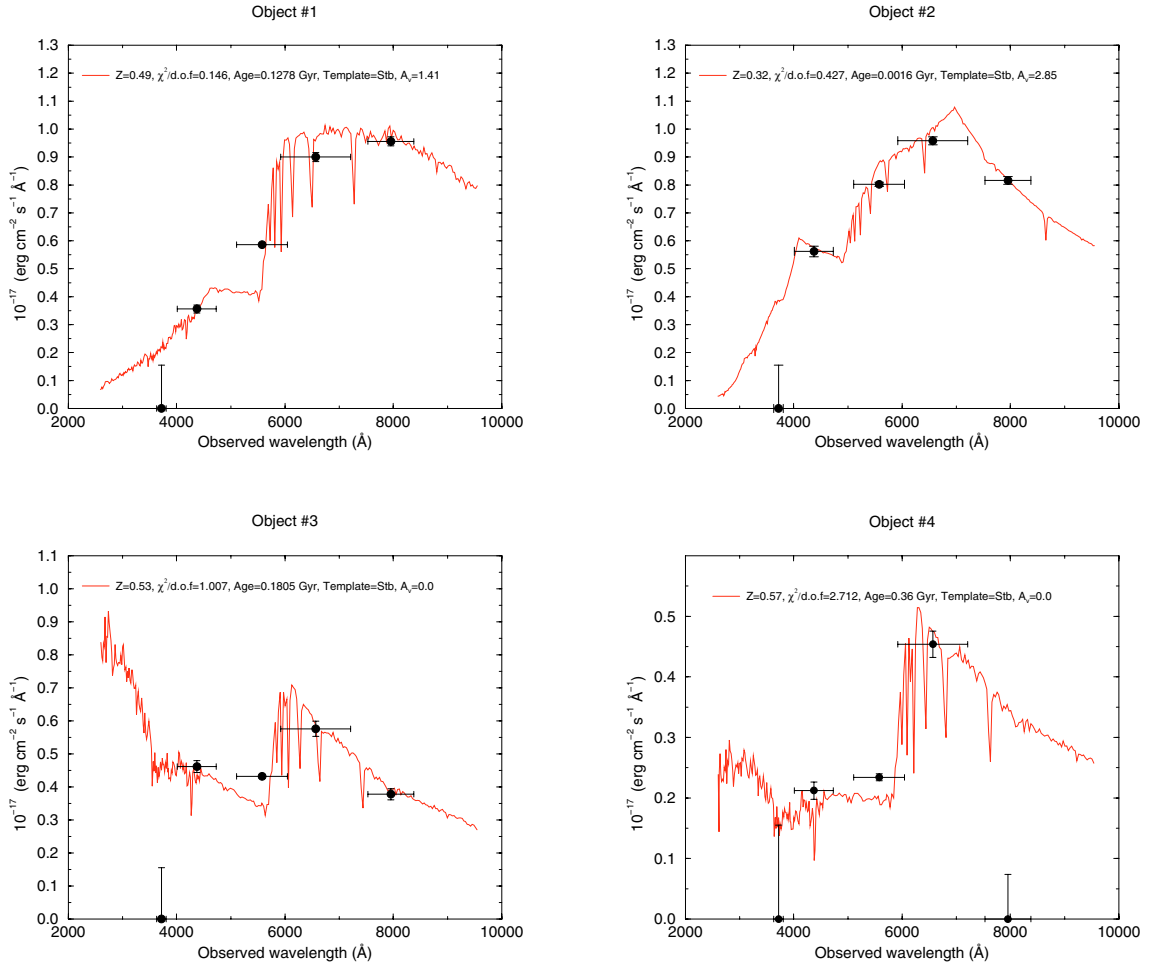 Object #1
1.3
1.2
1.1
1.0
0.9
0.8
0.7
0.6
0.5
0.4
0.3
0.2
0.1
0.0
10⁻¹⁷ (erg cm⁻² s⁻¹ Å⁻¹)
Z=0.49, χ²/d.o.f=0.146, Age=0.1278 Gyr, Template=Stb, Aᵥ=1.41
2000 4000 6000 8000 10000
Observed wavelength (Å)
Object #2
1.3
1.2
1.1
1.0
0.9
0.8
0.7
0.6
0.5
0.4
0.3
0.2
0.1
0.0
10⁻¹⁷ (erg cm⁻² s⁻¹ Å⁻¹)
Z=0.32, χ²/d.o.f=0.427, Age=0.0016 Gyr, Template=Stb, Aᵥ=2.85
2000 4000 6000 8000 10000
Observed wavelength (Å)
Object #3
1.1
1.0
0.9
0.8
0.7
0.6
0.5
0.4
0.3
0.2
0.1
0.0
10⁻¹⁷ (erg cm⁻² s⁻¹ Å⁻¹)
Z=0.53, χ²/d.o.f=1.007, Age=0.1805 Gyr, Template=Stb, Aᵥ=0.0
2000 4000 6000 8000 10000
Observed wavelength (Å)
Object #4
0.5
0.4
0.3
0.2
0.1
0.0
10⁻¹⁷ (erg cm⁻² s⁻¹ Å⁻¹)
Z=0.57, χ²/d.o.f=2.712, Age=0.36 Gyr, Template=Stb, Aᵥ=0.0
2000 4000 6000 8000 10000
Observed wavelength (Å)